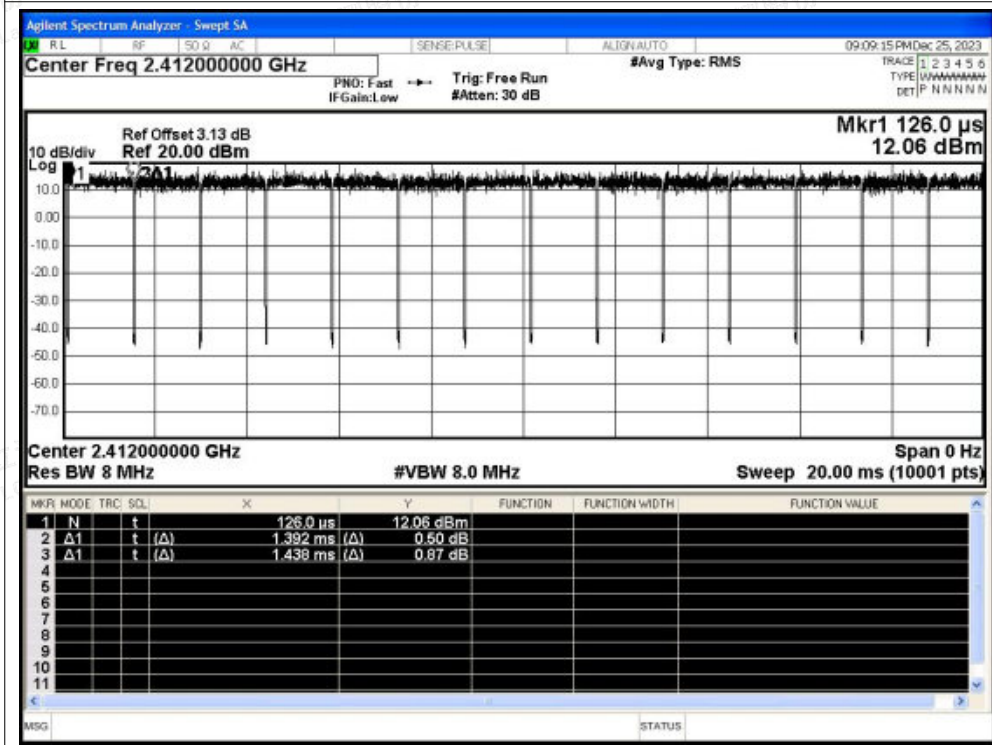 Agilent Spectrum Analyzer - Swept SA
RL RF 50 Ω AC SENSE:PULSE ALIGNAUTO 09:09:15 PM Dec 25, 2023
Center Freq 2.412000000 GHz #Avg Type: RMS TRACE 1 2 3 4 5 6
PNO: Fast Trig: Free Run TYPE
IFGain:Low #Atten: 30 dB DET P N N N N N
Mkr1 126.0 µs
Ref Offset 3.13 dB
10 dB/div Ref 20.00 dBm 12.06 dBm
Log
10.0
0.00
-10.0
-20.0
-30.0
-40.0
-50.0
-60.0
-70.0
Center 2.412000000 GHz Span 0 Hz
Res BW 8 MHz #VBW 8.0 MHz Sweep 20.00 ms (10001 pts)
MKR MODE TRC SCL X Y FUNCTION FUNCTION WIDTH FUNCTION VALUE
1 N t 126.0 µs 12.06 dBm
2 Δ1 t (Δ) 1.392 ms (Δ) 0.50 dB
3 Δ1 t (Δ) 1.438 ms (Δ) 0.87 dB
4
5
6
7
8
9
10
11
MSG STATUS